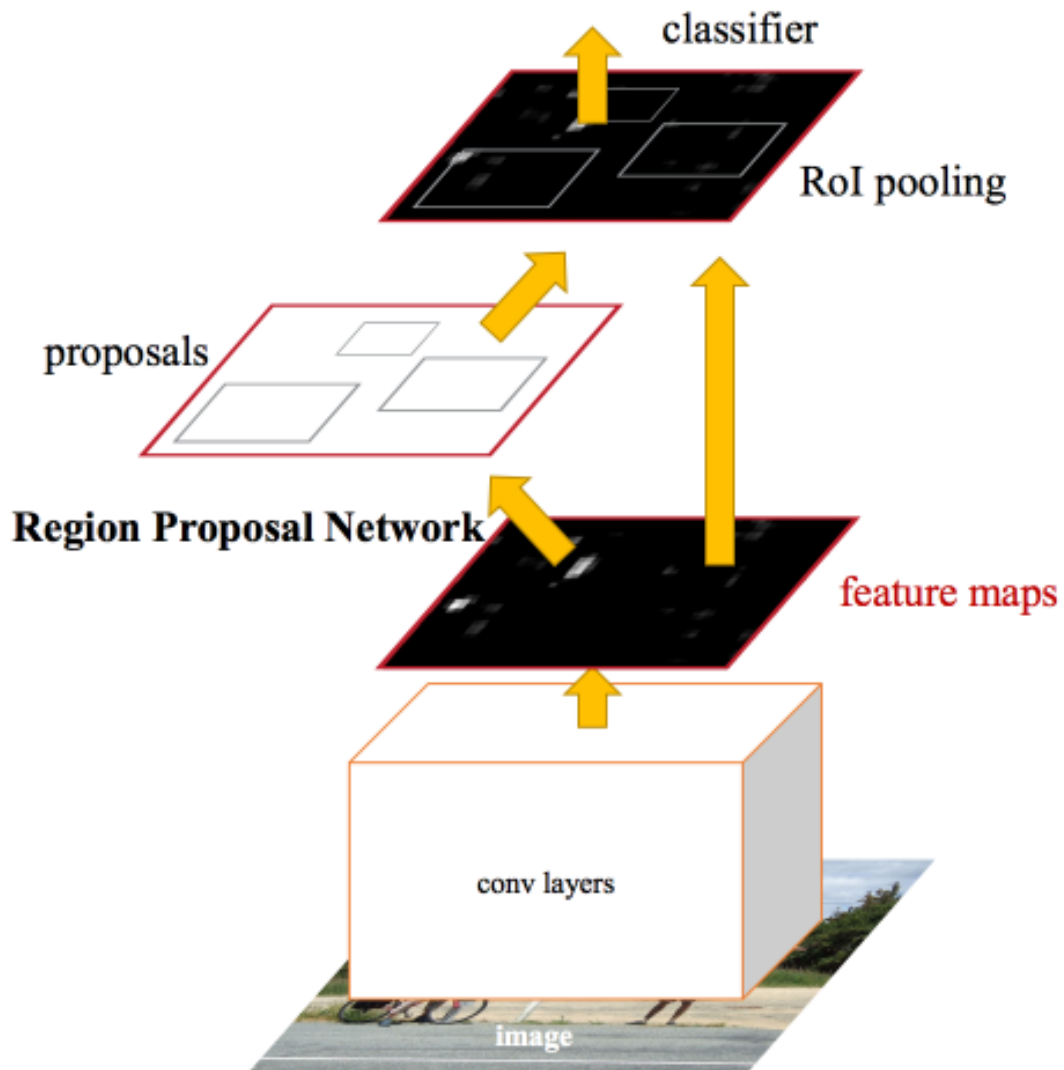 classifier
RoI pooling
proposals
Region Proposal Network
feature maps
conv layers
image